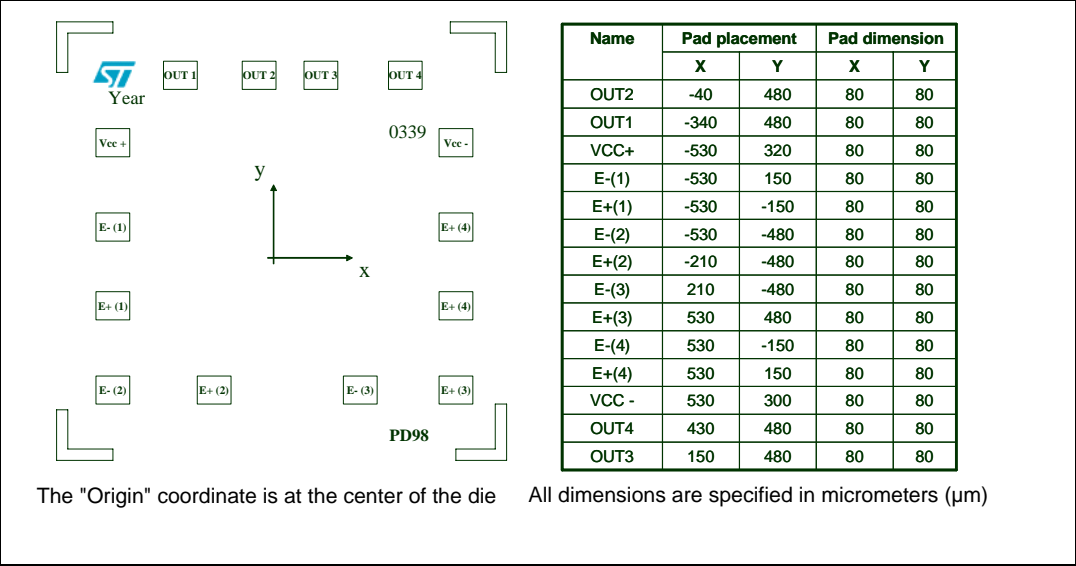 ST
Year
OUT 1
OUT 2
OUT 3
OUT 4
Vcc +
0339
Vcc -
y
E- (1)
E+ (4)
x
E+ (1)
E+ (4)
E- (2)
E+ (2)
E- (3)
E+ (3)
PD98
The "Origin" coordinate is at the center of the die
Name Pad placement Pad dimension
X Y X Y
OUT2 -40 480 80 80
OUT1 -340 480 80 80
VCC+ -530 320 80 80
E-(1) -530 150 80 80
E+(1) -530 -150 80 80
E-(2) -530 -480 80 80
E+(2) -210 -480 80 80
E-(3) 210 -480 80 80
E+(3) 530 480 80 80
E-(4) 530 -150 80 80
E+(4) 530 150 80 80
VCC - 530 300 80 80
OUT4 430 480 80 80
OUT3 150 480 80 80
All dimensions are specified in micrometers (µm)